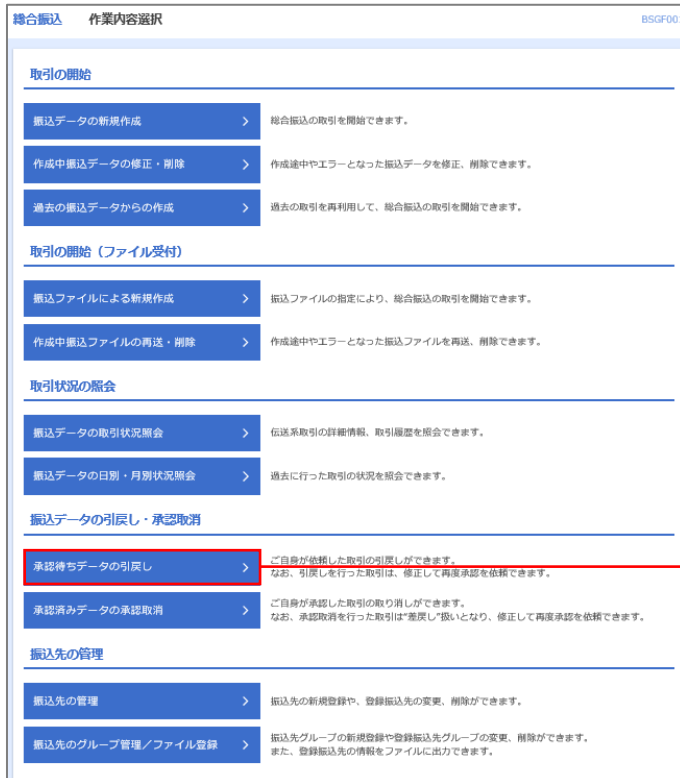 総合振込 作業内容選択 BSGF001
取引の開始
振込データの新規作成
総合振込の取引を開始できます。
作成中振込データの修正・削除
作成途中やエラーとなった振込データを修正、削除できます。
過去の振込データからの作成
過去の取引を再利用して、総合振込の取引を開始できます。
取引の開始（ファイル受付）
振込ファイルによる新規作成
振込ファイルの指定により、総合振込の取引を開始できます。
作成中振込ファイルの再送・削除
作成途中やエラーとなった振込ファイルを再送、削除できます。
取引状況の照会
振込データの取引状況照会
伝送系取引の詳細情報、取引履歴を照会できます。
振込データの日別・月別状況照会
過去に行った取引の状況を照会できます。
振込データの引戻し・承認取消
承認待ちデータの引戻し
ご自身が依頼した取引の引戻しができます。
なお、引戻しを行った取引は、修正して再度承認を依頼できます。
承認済みデータの承認取消
ご自身が承認した取引の取り消しができます。
なお、承認取消を行った取引は“差戻し”扱いとなり、修正して再度承認を依頼できます。
振込先の管理
振込先の管理
振込先の新規登録や、登録振込先の変更、削除ができます。
振込先のグループ管理／ファイル登録
振込先グループの新規登録や登録振込先グループの変更、削除ができます。
また、登録振込先の情報をファイルに出力できます。